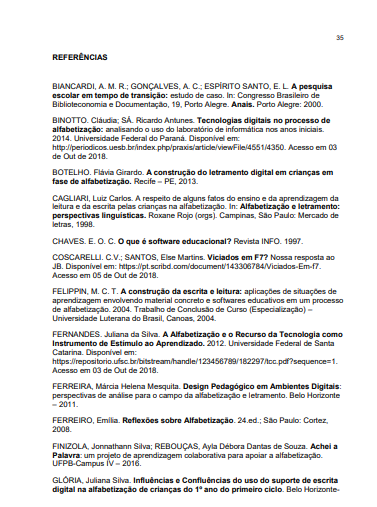 35
REFERÊNCIAS
BIANCARDI, A. M. R.; GONÇALVES, A. C.; ESPÍRITO SANTO, E. L. A pesquisa
escolar em tempo de transição: estudo de caso. In: Congresso Brasileiro de
Biblioteconomia e Documentação, 19, Porto Alegre. Anais. Porto Alegre: 2000.
BINOTTO. Cláudia; SÁ. Ricardo Antunes. Tecnologias digitais no processo de
alfabetização: analisando o uso do laboratório de informática nos anos iniciais.
2014. Universidade Federal do Paraná. Disponível em:
http://periodicos.uesb.br/index.php/praxis/article/viewFile/4551/4350. Acesso em 03
de Out de 2018.
BOTELHO. Flávia Girardo. A construção do letramento digital em crianças em
fase de alfabetização. Recife – PE, 2013.
CAGLIARI, Luiz Carlos. A respeito de alguns fatos do ensino e da aprendizagem da
leitura e da escrita pelas crianças na alfabetização. In: Alfabetização e letramento:
perspectivas linguísticas. Roxane Rojo (orgs). Campinas, São Paulo: Mercado de
letras, 1998.
CHAVES. E. O. C. O que é software educacional? Revista INFO. 1997.
COSCARELLI. C.V.; SANTOS, Else Martins. Viciados em F7? Nossa resposta ao
JB. Disponível em: https://pt.scribd.com/document/143306784/Viciados-Em-f7.
Acesso em 05 de Out de 2018.
FELIPPIN, M. C. T. A construção da escrita e leitura: aplicações de situações de
aprendizagem envolvendo material concreto e softwares educativos em um processo
de alfabetização. 2004. Trabalho de Conclusão de Curso (Especialização) –
Universidade Luterana do Brasil, Canoas, 2004.
FERNANDES. Juliana da Silva. A Alfabetização e o Recurso da Tecnologia como
Instrumento de Estimulo ao Aprendizado. 2012. Universidade Federal de Santa
Catarina. Disponível em:
https://repositorio.ufsc.br/bitstream/handle/123456789/182297/tcc.pdf?sequence=1.
Acesso em 03 de Out de 2018.
FERREIRA, Márcia Helena Mesquita. Design Pedagógico em Ambientes Digitais:
perspectivas de análise para o campo da alfabetização e letramento. Belo Horizonte
– 2011.
FERREIRO, Emília. Reflexões sobre Alfabetização. 24.ed.; São Paulo: Cortez,
2008.
FINIZOLA, Jonnathann Silva; REBOUÇAS, Ayla Débora Dantas de Souza. Achei a
Palavra: um projeto de aprendizagem colaborativa para apoiar a alfabetização.
UFPB-Campus IV – 2016.
GLÓRIA, Juliana Silva. Influências e Confluências do uso do suporte de escrita
digital na alfabetização de crianças do 1º ano do primeiro ciclo. Belo Horizonte-